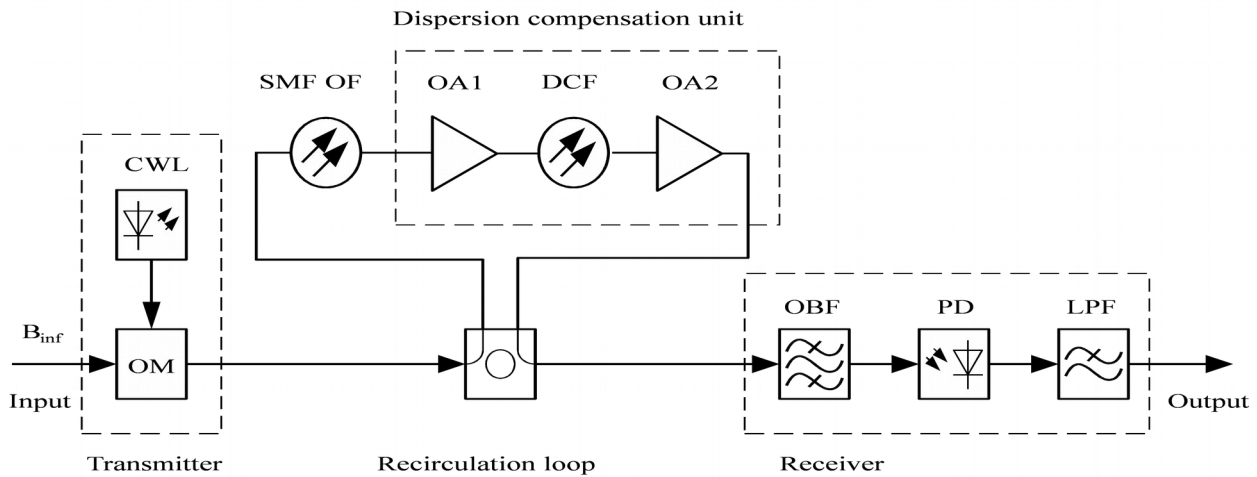 Dispersion compensation unit
SMF OF
OA1
DCF
OA2
CWL
OM
B_inf
Input
OBF
PD
LPF
Output
Transmitter
Recirculation loop
Receiver